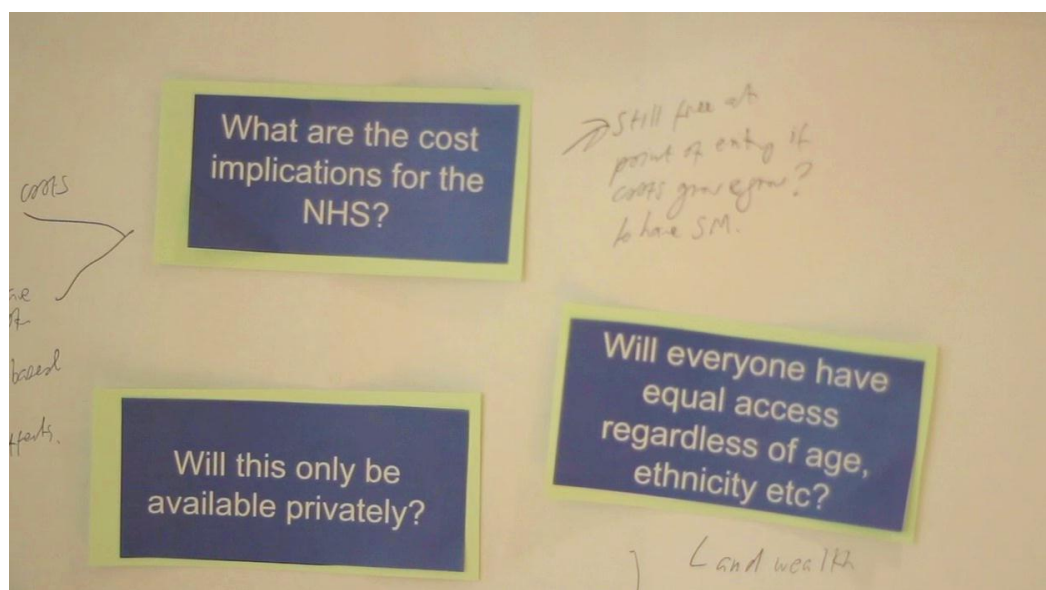 What are the cost
implications for the
NHS?
Still free at
point of entry if
costs grow & grow?
to have SM.
costs
based
Will everyone have
equal access
regardless of age,
ethnicity etc?
Will this only be
available privately?
and wealth